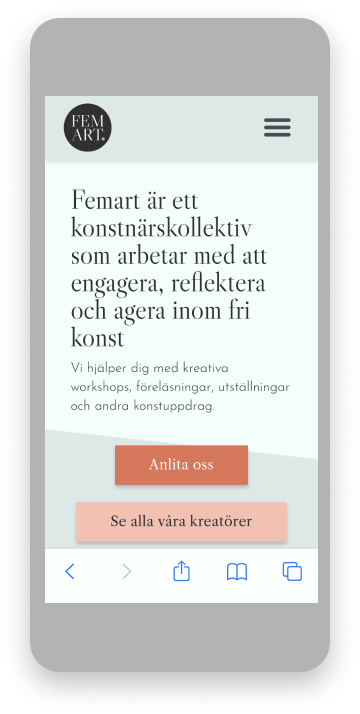 FEM
ART.
Femart är ett
konstnärskollektiv
som arbetar med att
engagera, reflektera
och agera inom fri
konst
Vi hjälper dig med kreativa
workshops, föreläsningar, utställningar
och andra konstuppdrag.
Anlita oss
Se alla våra kreatörer